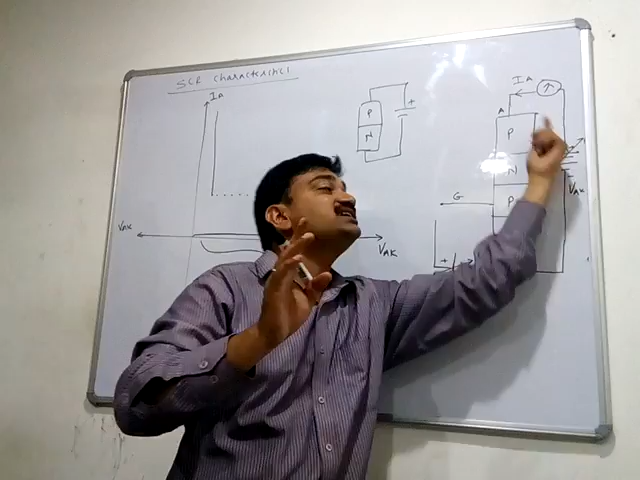 SCR characteristics
IA
VAK
VAK
P
N
+
IA
A
P
N
P
G
VAK
+